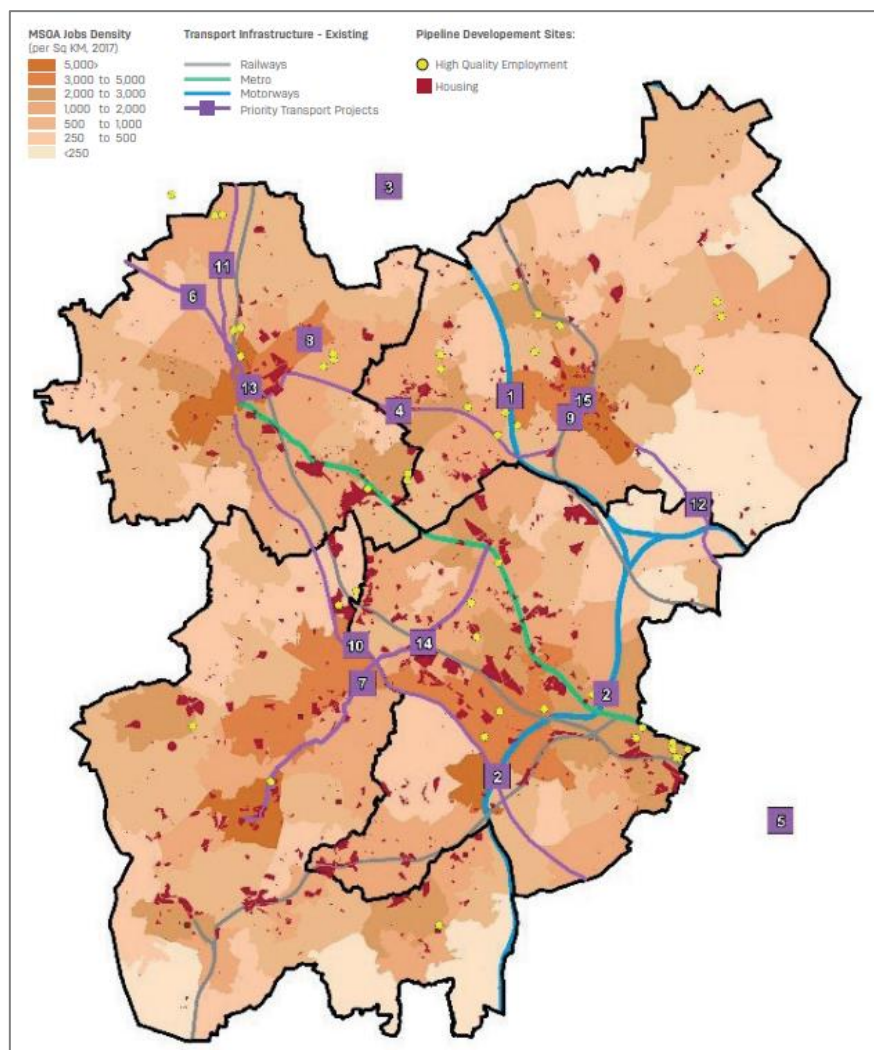 MSOA Jobs Density
(per Sq KM, 2017)
5,000>
3,000 to 5,000
2,000 to 3,000
1,000 to 2,000
500 to 1,000
250 to 500
<250
Transport Infrastructure - Existing
Railways
Metro
Motorways
Priority Transport Projects
Pipeline Developement Sites:
High Quality Employment
Housing
3
11
6
8
13
4
1
15
9
12
10
14
7
2
2
5